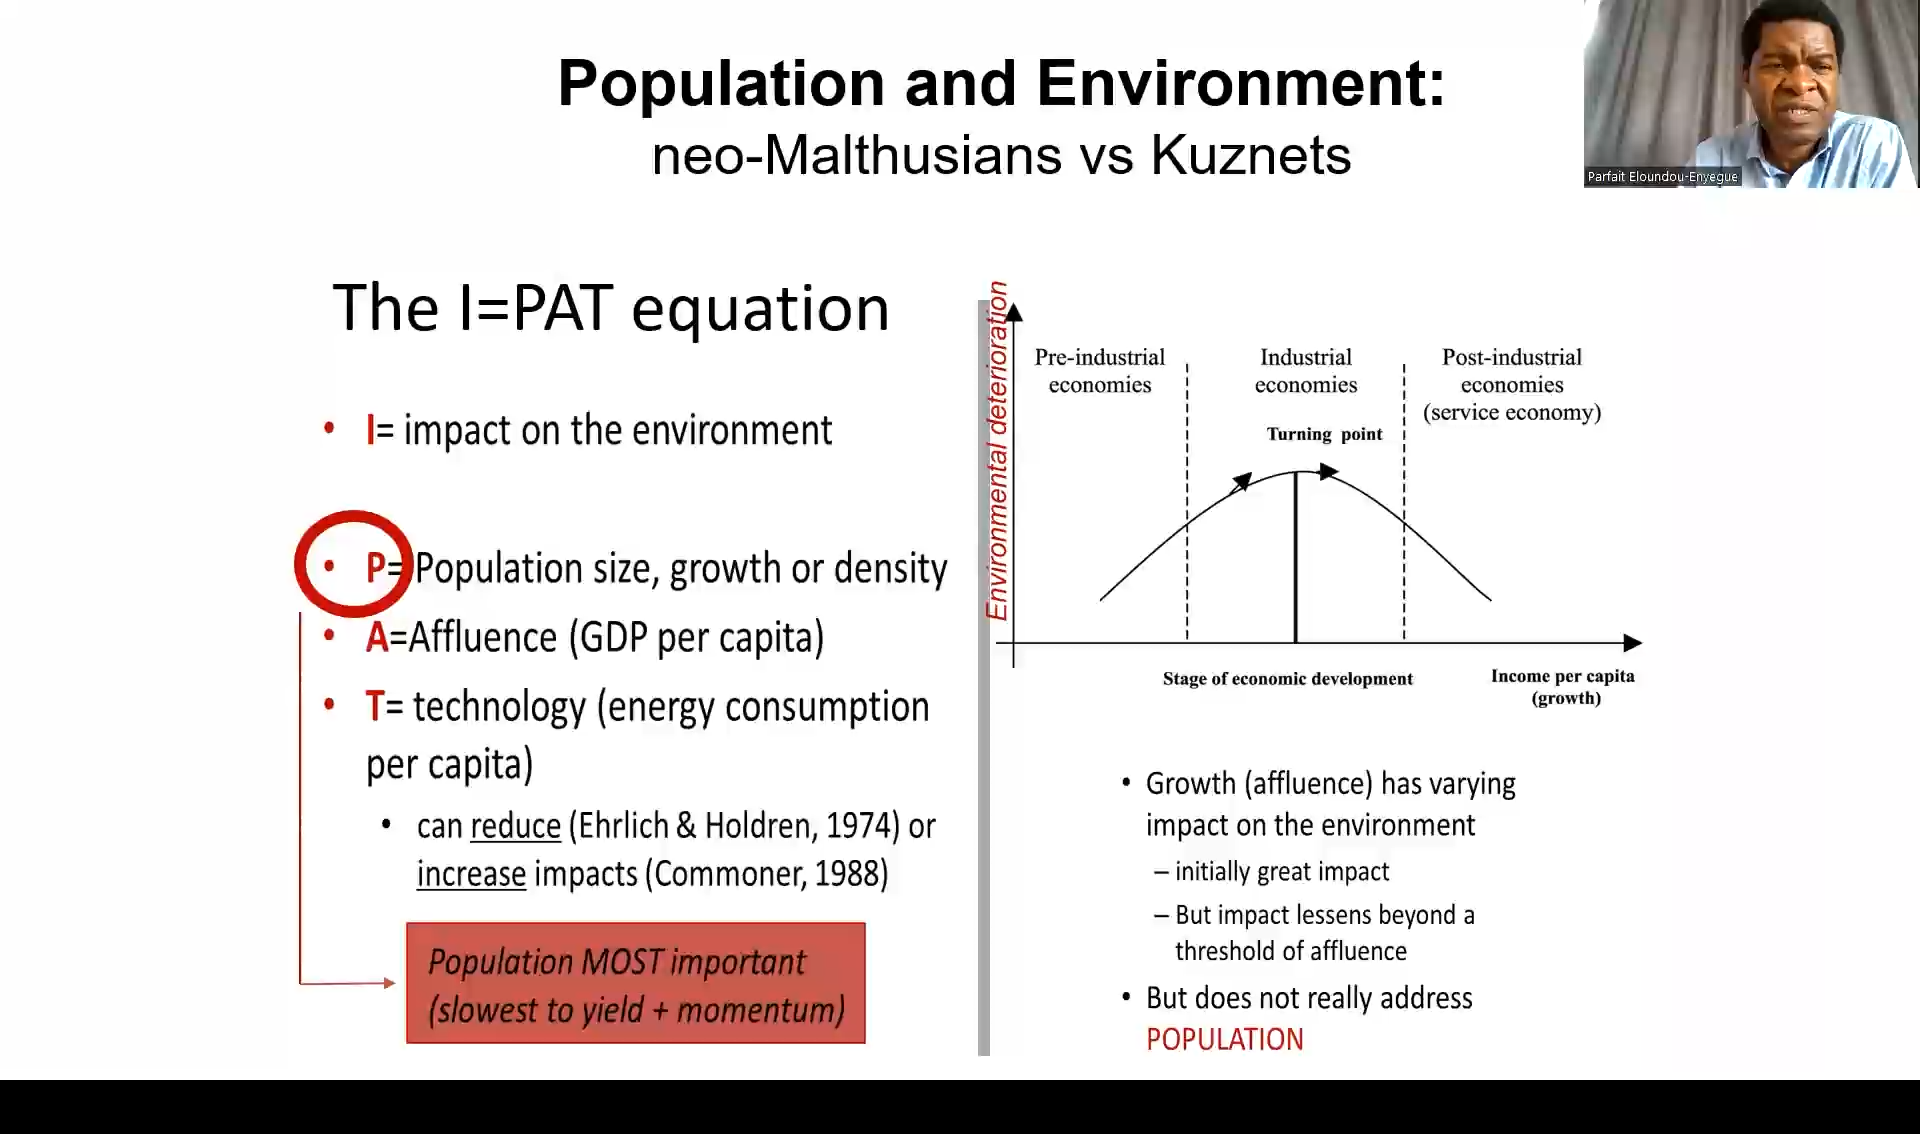 Population and Environment:
neo-Malthusians vs Kuznets
Parfait Eloundou-Enyegue
The I=PAT equation
• I= impact on the environment
• P= Population size, growth or density
• A=Affluence (GDP per capita)
• T= technology (energy consumption
per capita)
• can reduce (Ehrlich & Holdren, 1974) or
increase impacts (Commoner, 1988)
Population MOST important
(slowest to yield + momentum)
Environmental deterioration
Pre-industrial
economies
Industrial
economies
Post-industrial
economies
(service economy)
Turning point
Stage of economic development
Income per capita
(growth)
• Growth (affluence) has varying
impact on the environment
– initially great impact
– But impact lessens beyond a
threshold of affluence
• But does not really address
POPULATION